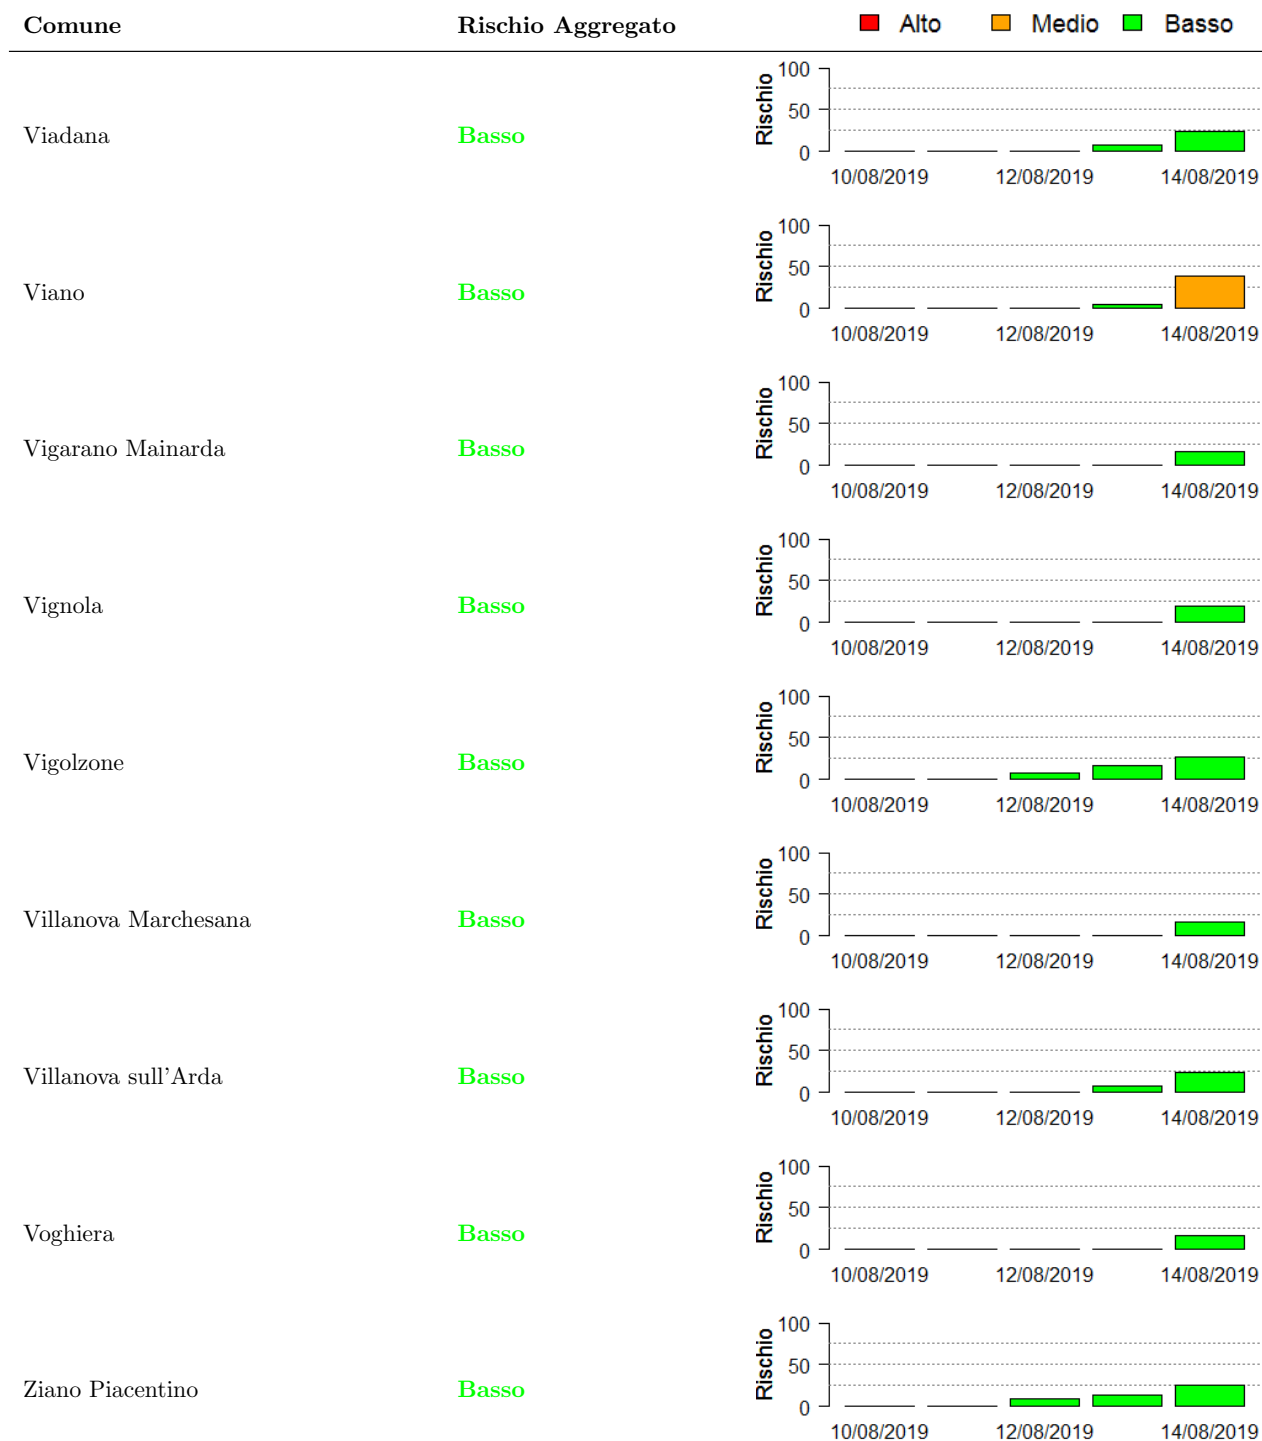 Comune Rischio Aggregato Alto Medio Basso
Viadana Basso
Rischio
100
50
0
10/08/2019 12/08/2019 14/08/2019
Viano Basso
Rischio
100
50
0
10/08/2019 12/08/2019 14/08/2019
Vigarano Mainarda Basso
Rischio
100
50
0
10/08/2019 12/08/2019 14/08/2019
Vignola Basso
Rischio
100
50
0
10/08/2019 12/08/2019 14/08/2019
Vigolzone Basso
Rischio
100
50
0
10/08/2019 12/08/2019 14/08/2019
Villanova Marchesana Basso
Rischio
100
50
0
10/08/2019 12/08/2019 14/08/2019
Villanova sull'Arda Basso
Rischio
100
50
0
10/08/2019 12/08/2019 14/08/2019
Voghiera Basso
Rischio
100
50
0
10/08/2019 12/08/2019 14/08/2019
Ziano Piacentino Basso
Rischio
100
50
0
10/08/2019 12/08/2019 14/08/2019